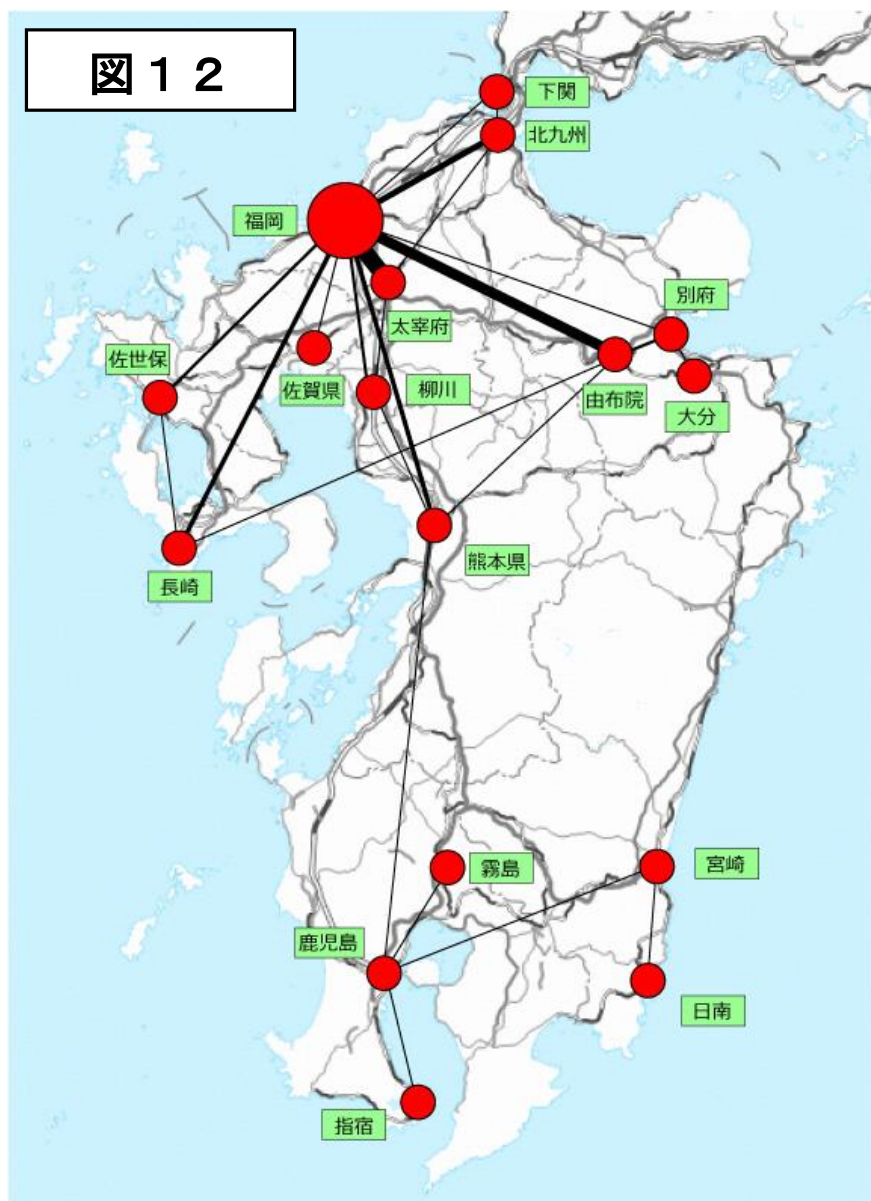 図１２
下関
北九州
福岡
太宰府
別府
佐世保
佐賀県
柳川
由布院
大分
長崎
熊本県
霧島
宮崎
鹿児島
日南
指宿